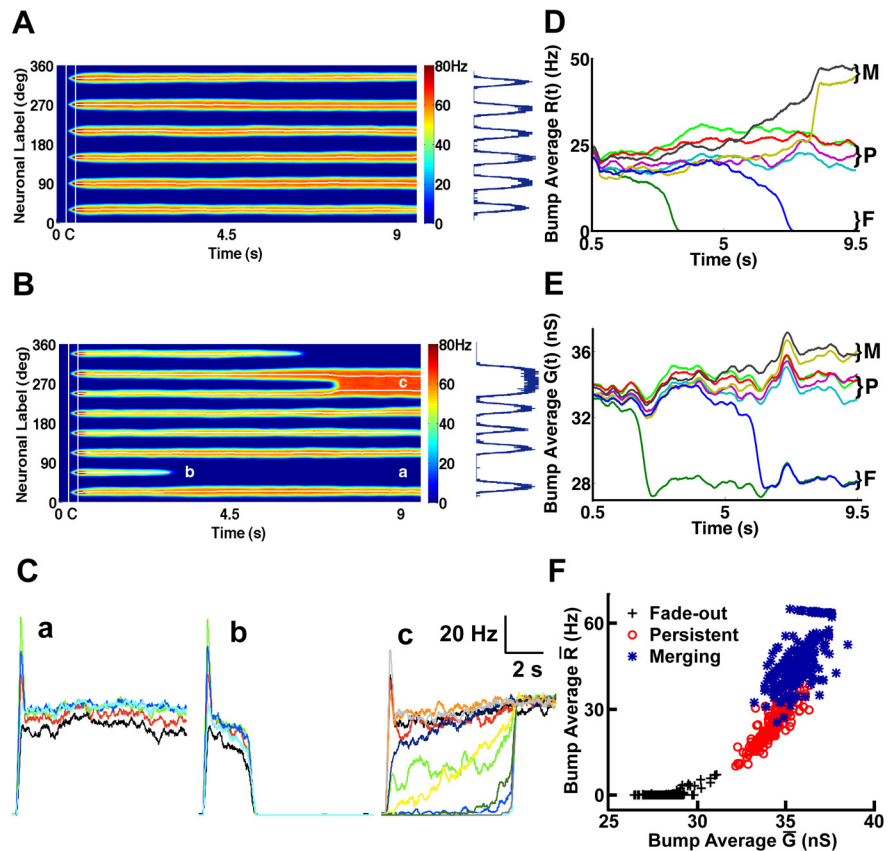 A
Neuronal Label (deg)
360
270
180
90
0
0 C
4.5
9
Time (s)
80Hz
60
40
20
0
B
Neuronal Label (deg)
360
270
180
90
0
0 C
4.5
9
Time (s)
80Hz
60
40
20
0
c
b
a
C
a
b
c
20 Hz
2 s
D
Bump Average R(t) (Hz)
50
25
0
0.5
5
9.5
Time (s)
}M
}P
}F
E
Bump Average G(t) (nS)
36
32
28
0.5
5
9.5
Time (s)
}M
}P
}F
F
Bump Average R̅ (Hz)
60
30
0
+ Fade-out
Persistent
Merging
25
30
35
40
Bump Average G̅ (nS)